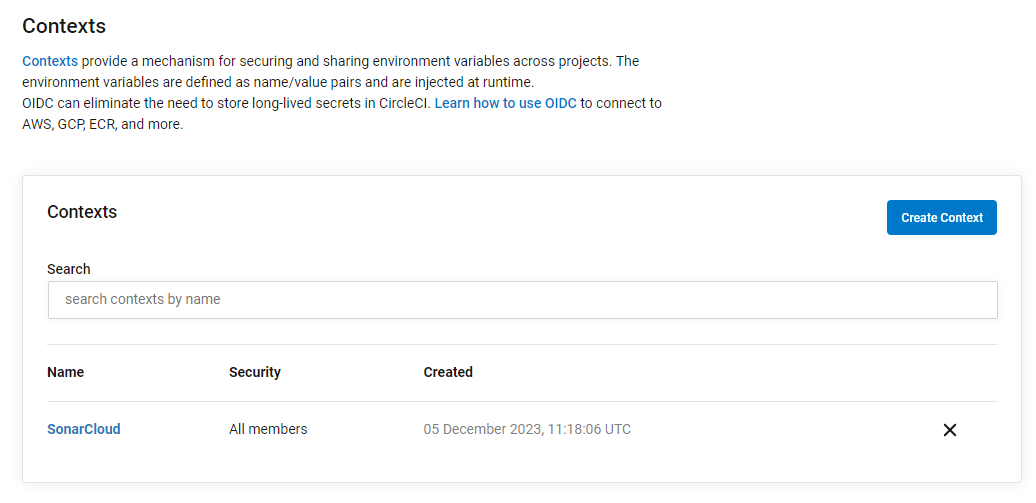 Contexts
Contexts provide a mechanism for securing and sharing environment variables across projects. The
environment variables are defined as name/value pairs and are injected at runtime.
OIDC can eliminate the need to store long-lived secrets in CircleCI. Learn how to use OIDC to connect to
AWS, GCP, ECR, and more.
Contexts
Create Context
Search
search contexts by name
Name Security Created
SonarCloud All members 05 December 2023, 11:18:06 UTC